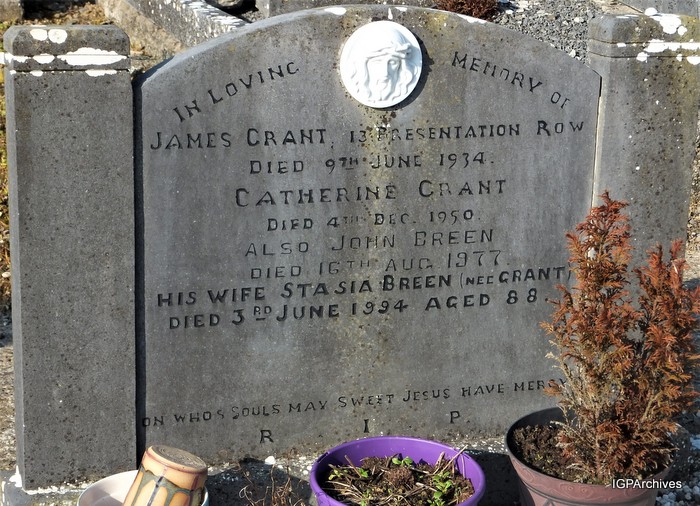 IN LOVING MEMORY OF
JAMES GRANT, 13 PRESENTATION ROW
DIED 9TH JUNE 1934.
CATHERINE GRANT
DIED 4TH DEC. 1950.
ALSO JOHN BREEN
DIED 16TH AUG. 1977.
HIS WIFE STASIA BREEN (NEE GRANT)
DIED 3RD JUNE 1994 AGED 88.
ON WHO'S SOULS MAY SWEET JESUS HAVE MERCY
R I P
IGPArchives